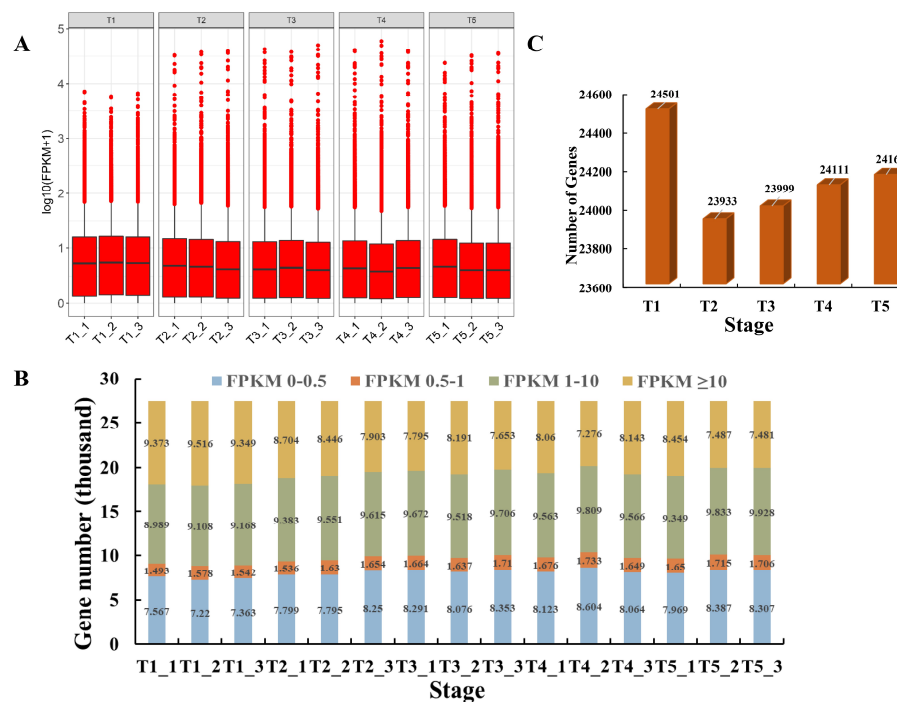 A
T1 T2 T3 T4 T5
log10(FPKM+1)
5
4
3
2
1
0
T1_1 T1_2 T1_3 T2_1 T2_2 T2_3 T3_1 T3_2 T3_3 T4_1 T4_2 T4_3 T5_1 T5_2 T5_3
C
Number of Genes
24600
24400
24200
24000
23800
23600
24501 23933 23999 24111 2416
T1 T2 T3 T4 T5
Stage
B
FPKM 0-0.5 FPKM 0.5-1 FPKM 1-10 FPKM ≥10
Gene number (thousand)
30
25
20
15
10
5
0
9.373 9.516 9.349 8.704 8.446 7.903 7.795 8.191 7.653 8.06 7.276 8.143 8.454 7.487 7.481
8.989 9.108 9.168 9.383 9.551 9.615 9.672 9.518 9.706 9.563 9.809 9.566 9.349 9.833 9.928
1.493 1.578 1.542 1.536 1.63 1.654 1.664 1.637 1.71 1.676 1.733 1.649 1.65 1.715 1.706
7.567 7.22 7.363 7.799 7.795 8.25 8.291 8.076 8.353 8.123 8.604 8.064 7.969 8.387 8.307
T1_1 T1_2 T1_3 T2_1 T2_2 T2_3 T3_1 T3_2 T3_3 T4_1 T4_2 T4_3 T5_1 T5_2 T5_3
Stage